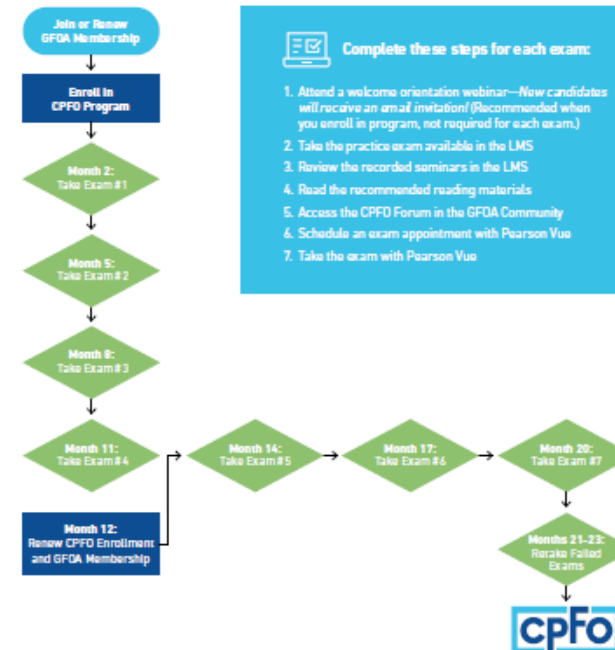 Join or Renew
GFOA Membership
Enroll in
CPFO Program
Month 2:
Take Exam #1
Month 5:
Take Exam #2
Month 8:
Take Exam #3
Month 11:
Take Exam #4
Month 12:
Renew CPFO Enrollment
and GFOA Membership
Month 14:
Take Exam #5
Month 17:
Take Exam #6
Month 20:
Take Exam #7
Months 21-23:
Retake Failed
Exams
cpFo
Complete these steps for each exam:
1. Attend a welcome orientation webinar—New candidates
will receive an email invitation! (Recommended when
you enroll in program, not required for each exam.)
2. Take the practice exam available in the LMS
3. Review the recorded seminars in the LMS
4. Read the recommended reading materials
5. Access the CPFO Forum in the GFOA Community
6. Schedule an exam appointment with Pearson Vue
7. Take the exam with Pearson Vue